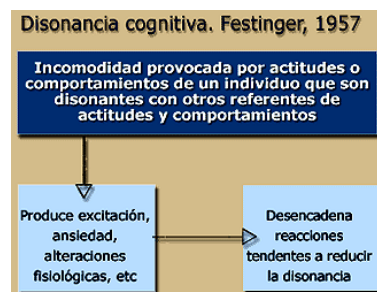 Disonancia cognitiva. Festinger, 1957
Incomodidad provocada por actitudes o
comportamientos de un individuo que son
disonantes con otros referentes de
actitudes y comportamientos
Produce excitación,
ansiedad,
alteraciones
fisiológicas, etc
Desencadena
reacciones
tendentes a reducir
la disonancia